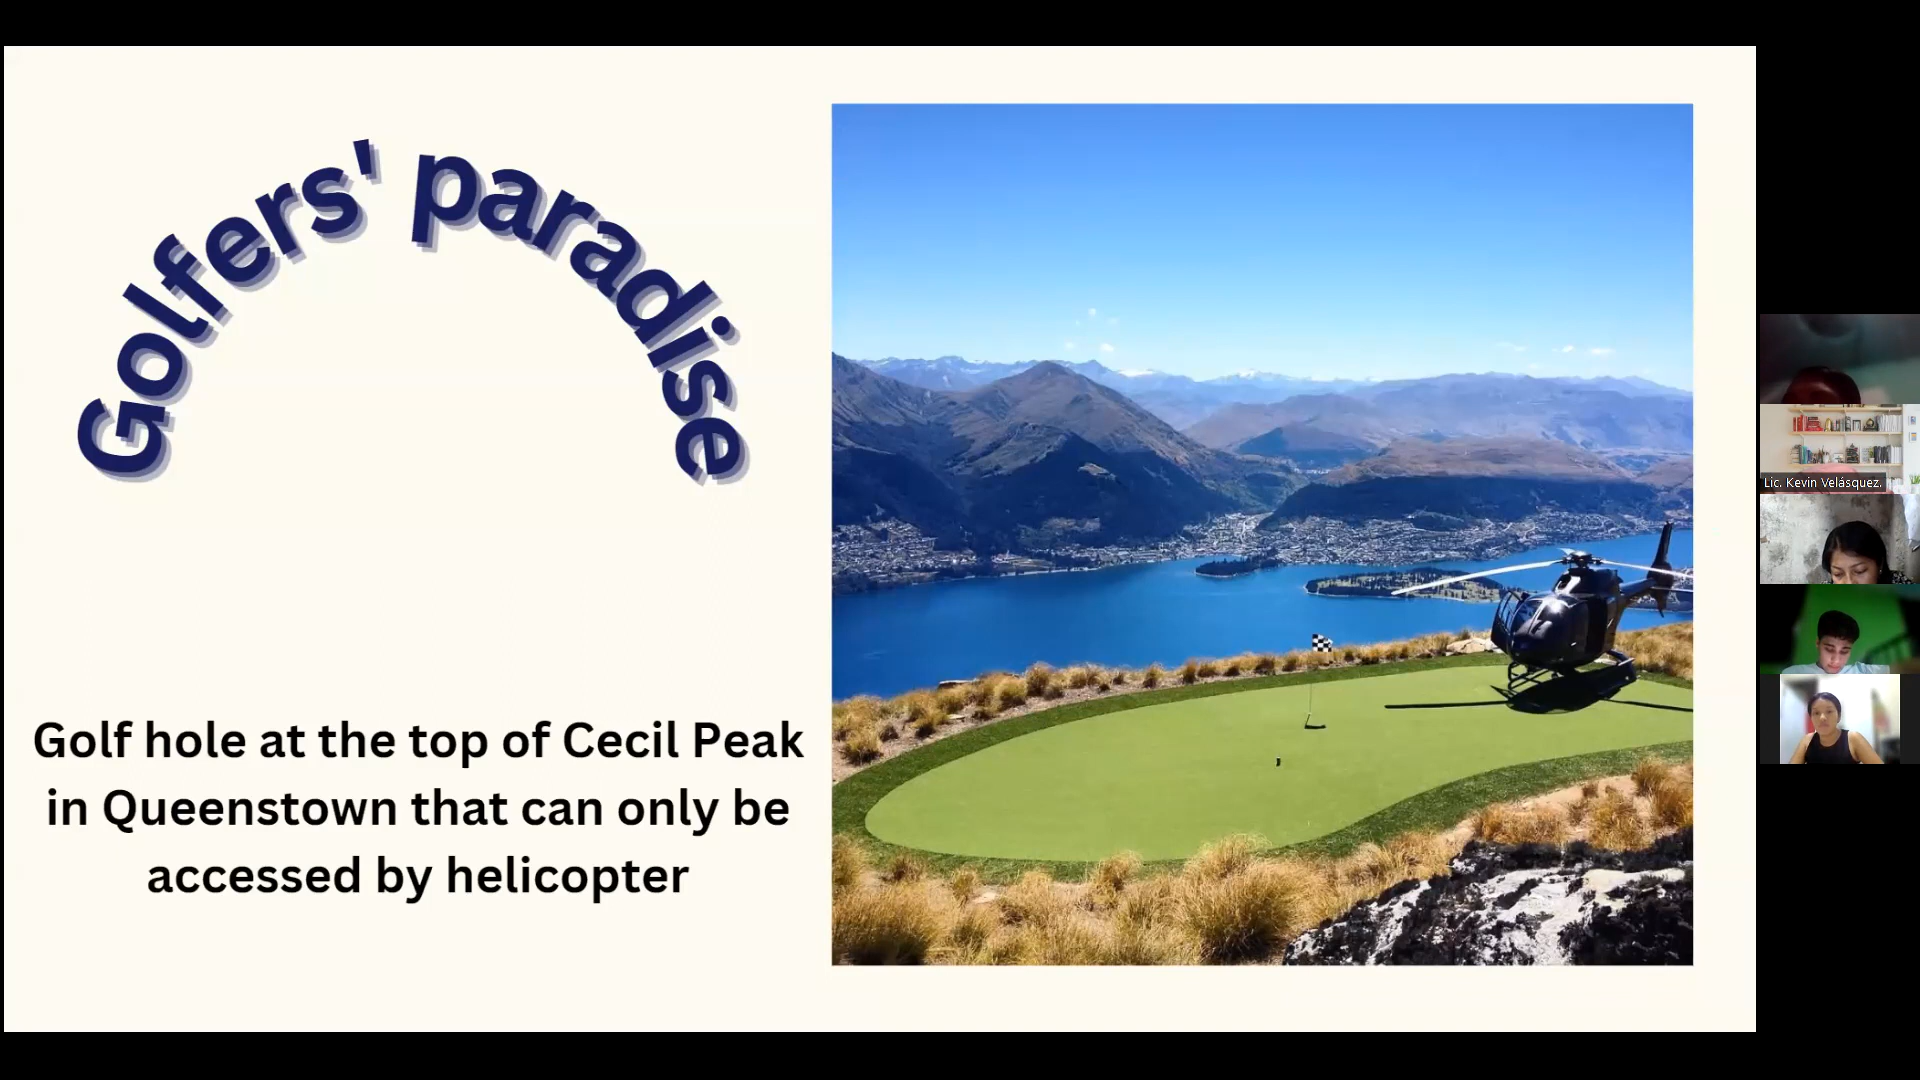 Golfers' paradise
Golf hole at the top of Cecil Peak
in Queenstown that can only be
accessed by helicopter
Lic. Kevin Velásquez.